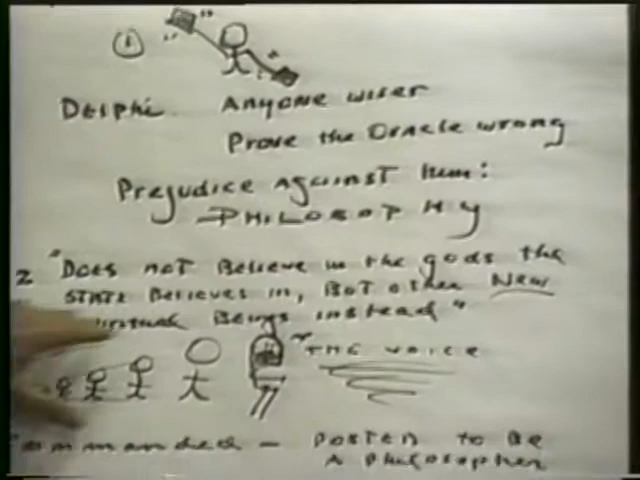 1
Delphi Anyone wiser
Prove the Oracle wrong
Prejudice against him:
PHILOSOPHY
2 "Does not Believe in the gods the
STATE Believes in, But other New
Beings instead"
THE VOICE
commanded - POSTED TO BE
A Philosopher